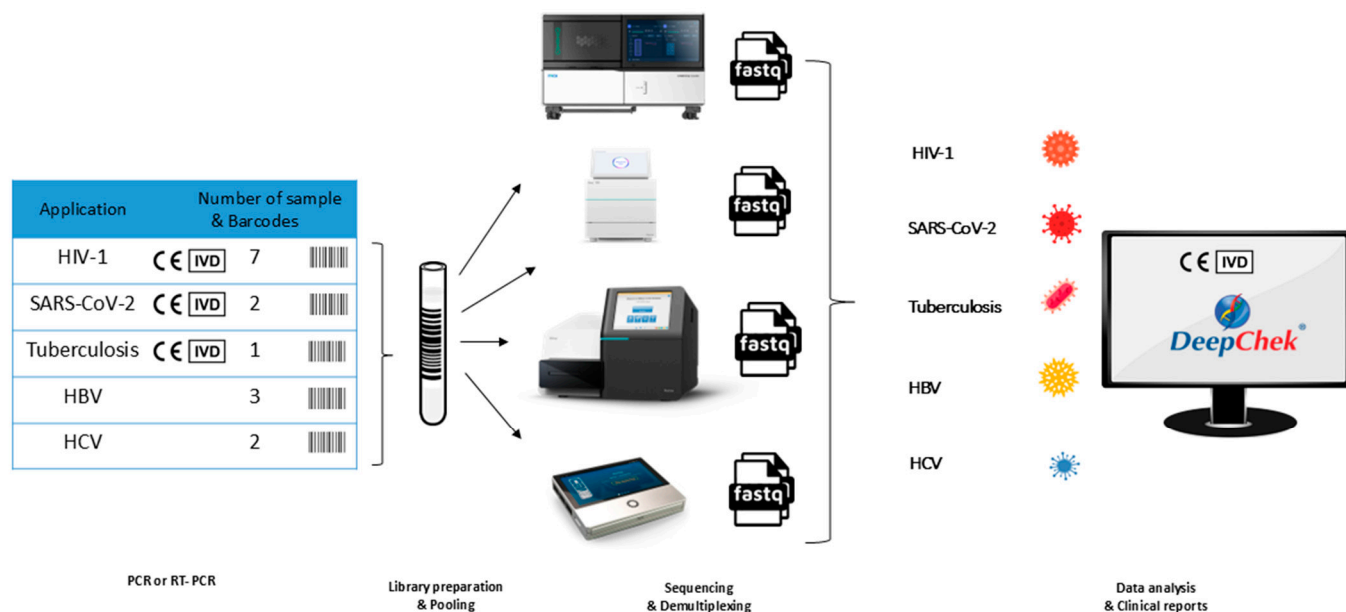 Application
Number of sample
& Barcodes
HIV-1 CE IVD 7
SARS-CoV-2 CE IVD 2
Tuberculosis CE IVD 1
HBV 3
HCV 2
fastq
fastq
fastq
fastq
HIV-1
SARS-CoV-2
Tuberculosis
HBV
HCV
CE IVD
DeepChek®
PCR or RT- PCR
Library preparation
& Pooling
Sequencing
& Demultiplexing
Data analysis
& Clinical reports